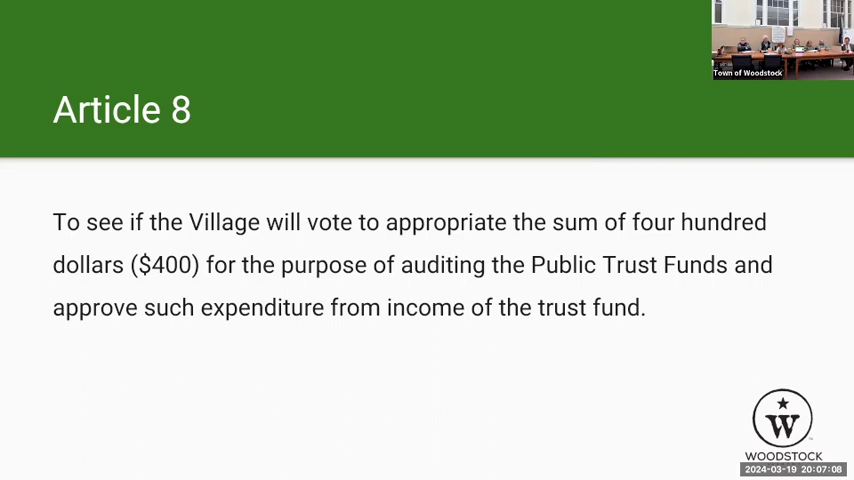 Town of Woodstock
Article 8
To see if the Village will vote to appropriate the sum of four hundred
dollars ($400) for the purpose of auditing the Public Trust Funds and
approve such expenditure from income of the trust fund.
W
WOODSTOCK
2024-03-19 20:07:08